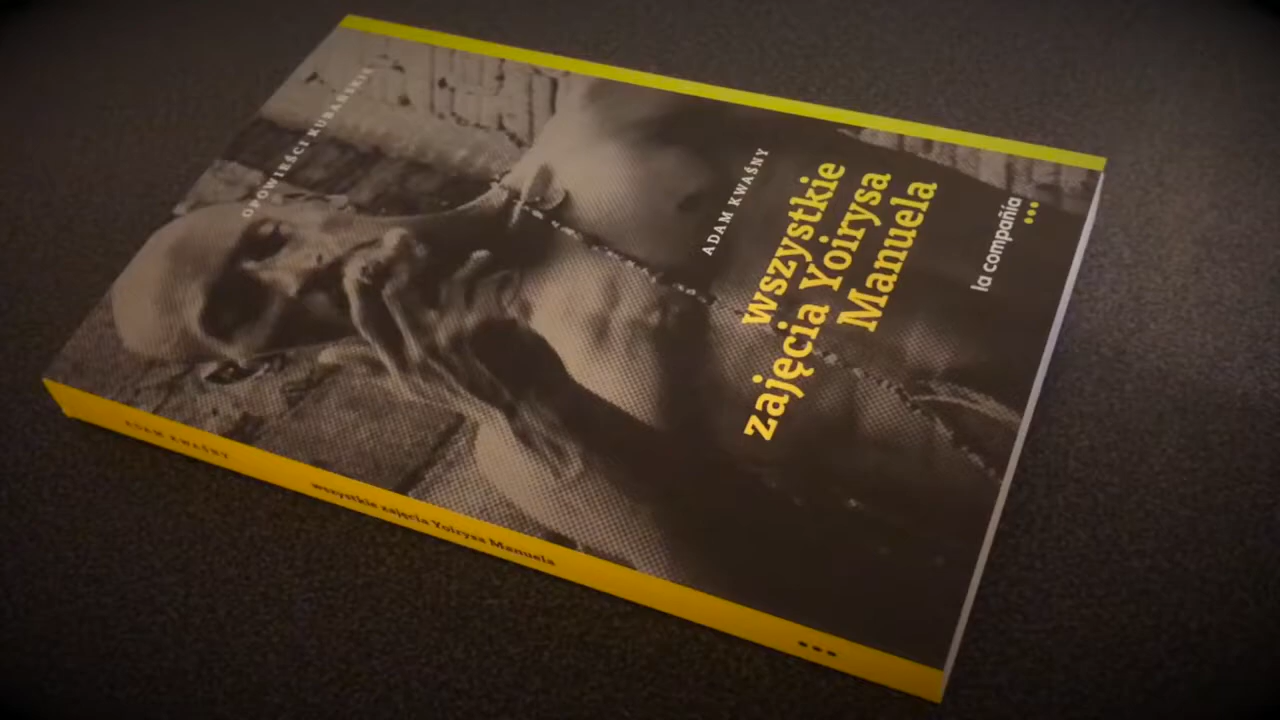 OPOWIEŚCI KUBAŃSKIE
ADAM KWAŚNY
wszystkie
zajęcia Yoirysa
Manuela
la compañía
ADAM KWAŚNY
wszystkie zajęcia Yoirysa Manuela